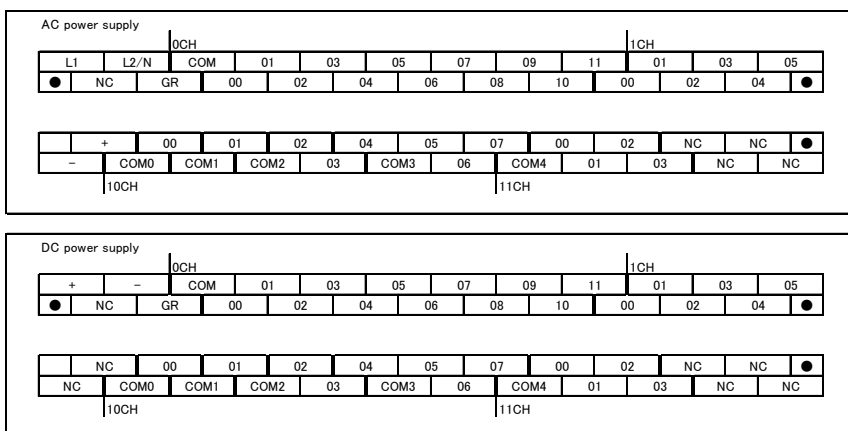 AC power supply
0CH 1CH
L1 L2/N COM 01 03 05 07 09 11 01 03 05
● NC GR 00 02 04 06 08 10 00 02 04 ●
+ 00 01 02 04 05 07 00 02 NC NC ●
− COM0 COM1 COM2 03 COM3 06 COM4 01 03 NC NC
10CH 11CH
DC power supply
0CH 1CH
+ − COM 01 03 05 07 09 11 01 03 05
● NC GR 00 02 04 06 08 10 00 02 04 ●
NC 00 01 02 04 05 07 00 02 NC NC ●
NC COM0 COM1 COM2 03 COM3 06 COM4 01 03 NC NC
10CH 11CH